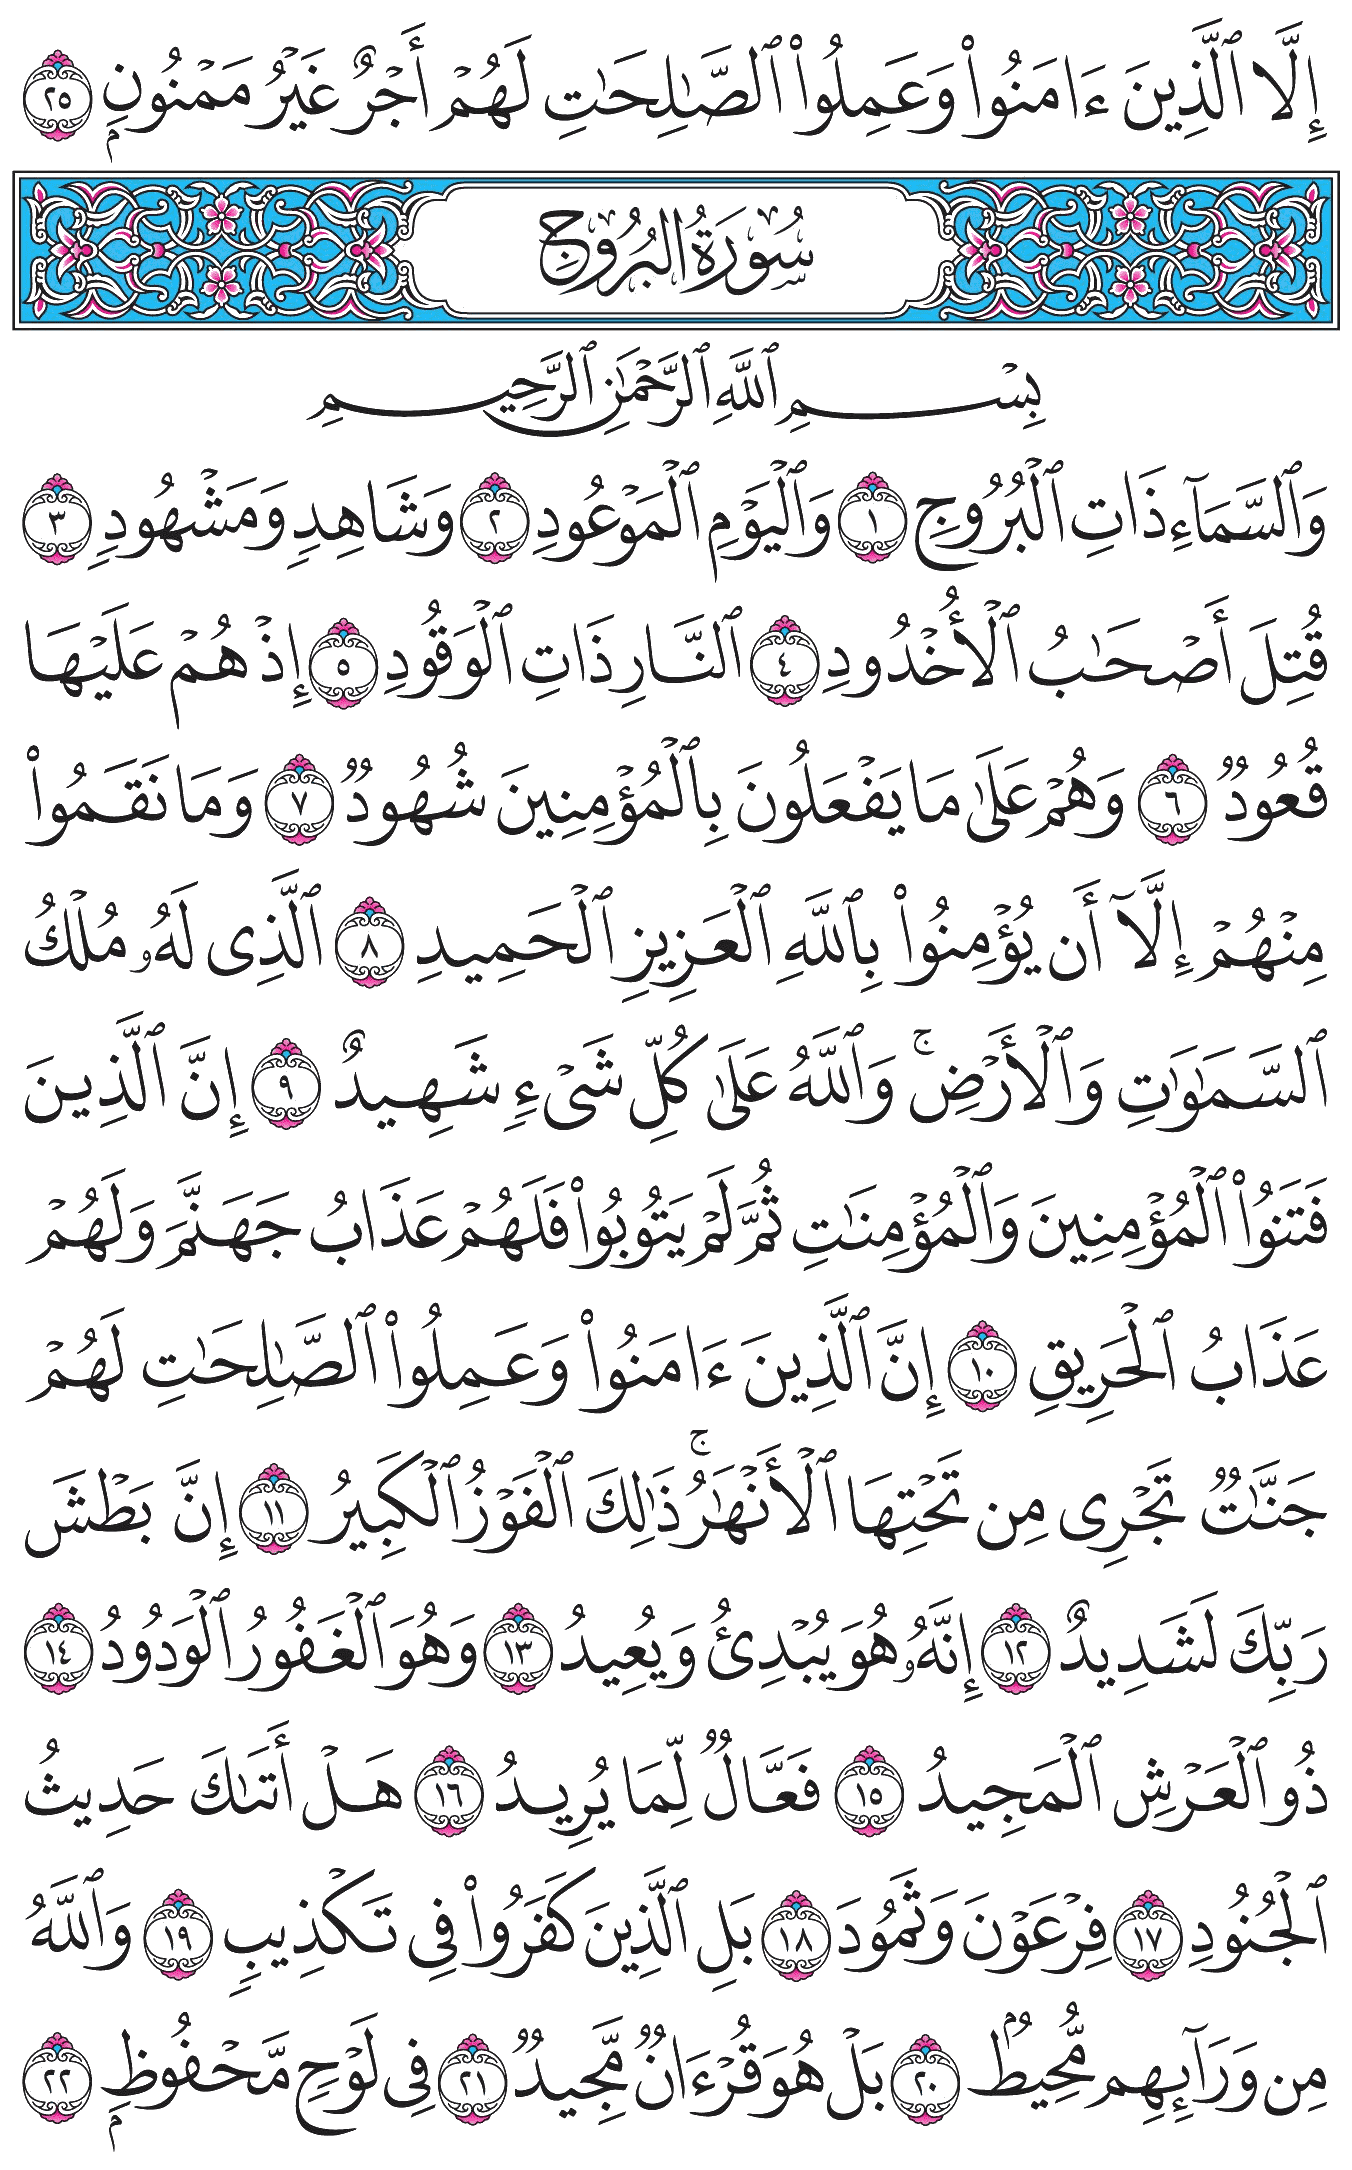 إِلَّا ٱلَّذِينَ ءَامَنُوا۟ وَعَمِلُوا۟ ٱلصَّـٰلِحَـٰتِ لَهُمْ أَجْرٌ غَيْرُ مَمْنُونٍۭ ٢٥
سُورَةُ البُرُوجِ
بِسْمِ ٱللَّهِ ٱلرَّحْمَـٰنِ ٱلرَّحِيمِ
وَٱلسَّمَآءِ ذَاتِ ٱلْبُرُوجِ ١ وَٱلْيَوْمِ ٱلْمَوْعُودِ ٢ وَشَاهِدٍ وَمَشْهُودٍ ٣
قُتِلَ أَصْحَـٰبُ ٱلْأُخْدُودِ ٤ ٱلنَّارِ ذَاتِ ٱلْوَقُودِ ٥ إِذْ هُمْ عَلَيْهَا
قُعُودٌ ٦ وَهُمْ عَلَىٰ مَا يَفْعَلُونَ بِٱلْمُؤْمِنِينَ شُهُودٌ ٧ وَمَا نَقَمُوا۟
مِنْهُمْ إِلَّآ أَن يُؤْمِنُوا۟ بِٱللَّهِ ٱلْعَزِيزِ ٱلْحَمِيدِ ٨ ٱلَّذِى لَهُۥ مُلْكُ
ٱلسَّمَـٰوَٰتِ وَٱلْأَرْضِ ۚ وَٱللَّهُ عَلَىٰ كُلِّ شَىْءٍ شَهِيدٌ ٩ إِنَّ ٱلَّذِينَ
فَتَنُوا۟ ٱلْمُؤْمِنِينَ وَٱلْمُؤْمِنَـٰتِ ثُمَّ لَمْ يَتُوبُوا۟ فَلَهُمْ عَذَابُ جَهَنَّمَ وَلَهُمْ
عَذَابُ ٱلْحَرِيقِ ١٠ إِنَّ ٱلَّذِينَ ءَامَنُوا۟ وَعَمِلُوا۟ ٱلصَّـٰلِحَـٰتِ لَهُمْ
جَنَّـٰتٌ تَجْرِى مِن تَحْتِهَا ٱلْأَنْهَـٰرُ ۚ ذَٰلِكَ ٱلْفَوْزُ ٱلْكَبِيرُ ١١ إِنَّ بَطْشَ
رَبِّكَ لَشَدِيدٌ ١٢ إِنَّهُۥ هُوَ يُبْدِئُ وَيُعِيدُ ١٣ وَهُوَ ٱلْغَفُورُ ٱلْوَدُودُ ١٤
ذُو ٱلْعَرْشِ ٱلْمَجِيدُ ١٥ فَعَّالٌ لِّمَا يُرِيدُ ١٦ هَلْ أَتَىٰكَ حَدِيثُ
ٱلْجُنُودِ ١٧ فِرْعَوْنَ وَثَمُودَ ١٨ بَلِ ٱلَّذِينَ كَفَرُوا۟ فِى تَكْذِيبٍ ١٩ وَٱللَّهُ
مِن وَرَآئِهِم مُّحِيطٌۢ ٢٠ بَلْ هُوَ قُرْءَانٌ مَّجِيدٌ ٢١ فِى لَوْحٍ مَّحْفُوظٍۭ ٢٢